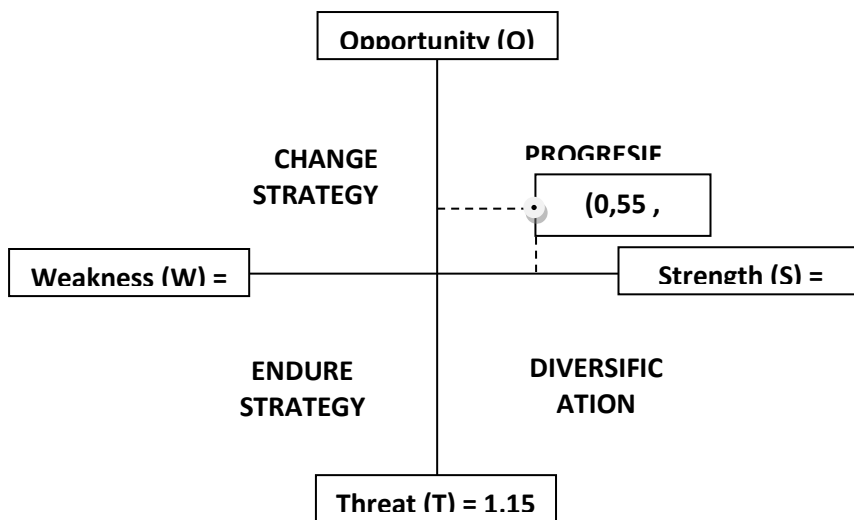 Opportunity (O)
CHANGE
STRATEGY
PROGRESIF
(0,55 ,
Weakness (W) =
Strength (S) =
ENDURE
STRATEGY
DIVERSIFIC
ATION
Threat (T) = 1.15